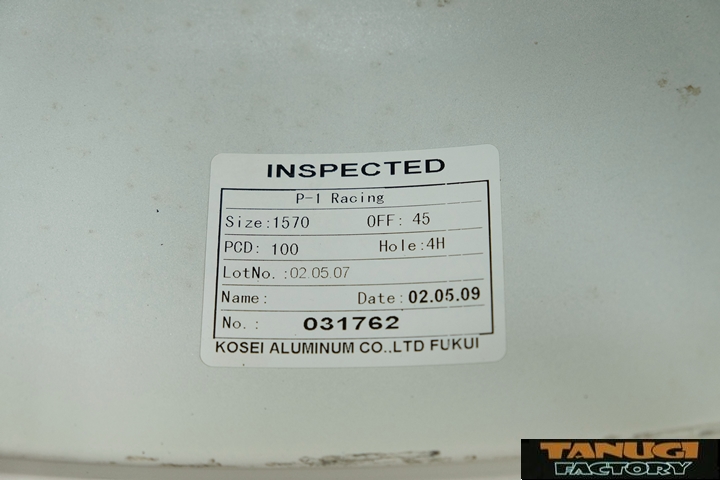 INSPECTED
P-1 Racing
Size:1570 OFF: 45
PCD: 100 Hole:4H
LotNo.:02.05.07
Name: Date:02.05.09
No.: 031762
KOSEI ALUMINUM CO.,LTD FUKUI
TANUGI
FACTORY